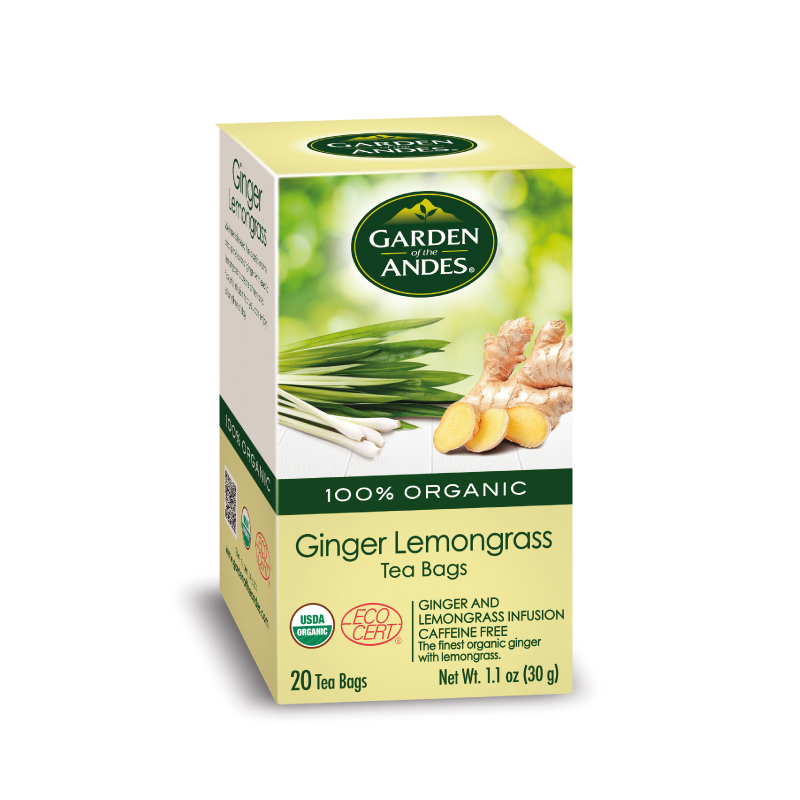 GARDEN
of the
ANDES
GARDEN
of the
ANDES®
100% ORGANIC
Ginger Lemongrass
Tea Bags
USDA
ORGANIC
ECO
CERT®
GINGER AND
LEMONGRASS INFUSION
CAFFEINE FREE
The finest organic ginger
with lemongrass.
20 Tea Bags
Net Wt. 1.1 oz (30 g)
Ginger
Lemongrass
100% ORGANIC